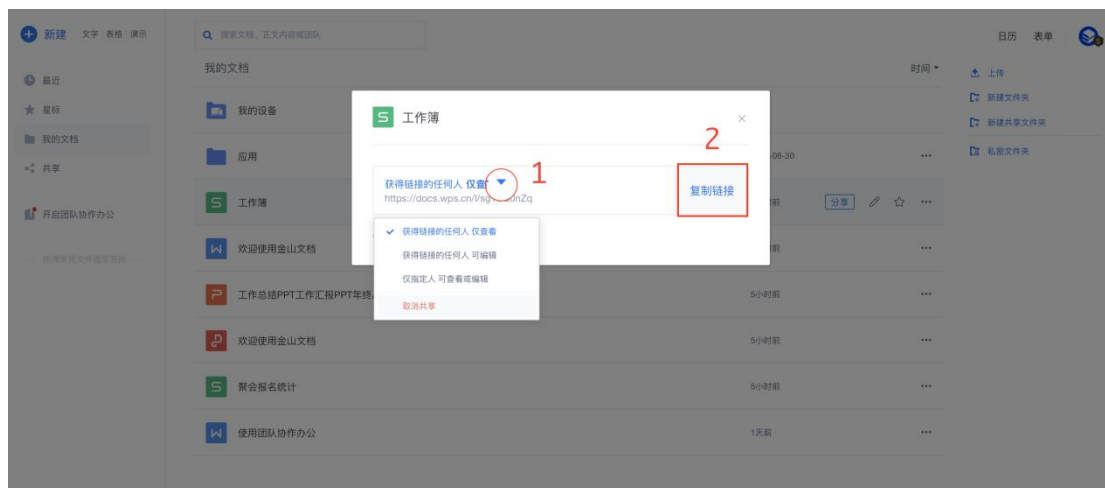 新建 文字 表格 演示
搜索文档、正文内容或团队
日历 表单
我的文档
时间
最近
星标
我的文档
共享
开启团队协作办公
上传
新建文件夹
新建共享文件夹
私密文件夹
我的设备
应用
06-30
工作簿
分享
欢迎使用金山文档
工作总结PPT工作汇报PPT年终
5小时前
欢迎使用金山文档
5小时前
聚会报名统计
5小时前
使用团队协作办公
1天前
工作簿
1
2
获得链接的任何人 仅查
https://docs.wps.cn/l/sg
复制链接
获得链接的任何人 仅查看
获得链接的任何人 可编辑
仅指定人 可查看或编辑
取消共享